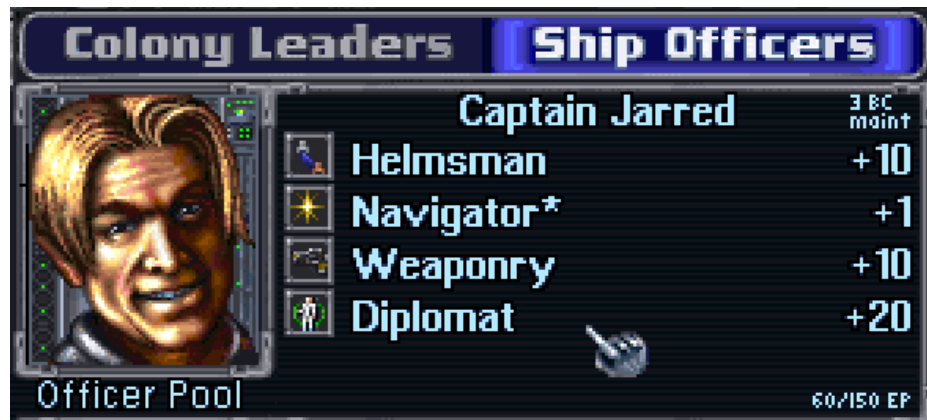 Colony Leaders Ship Officers
Captain Jarred 3 BC maint
Helmsman +10
Navigator* +1
Weaponry +10
Diplomat +20
Officer Pool 60/150 EP